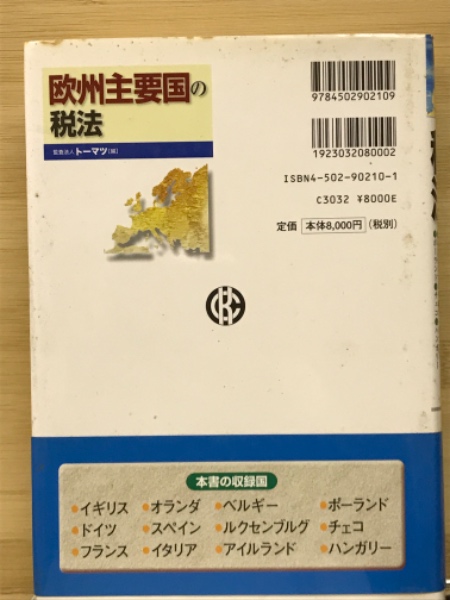 欧州主要国の
税法
監査法人トーマツ[編]
9784502902109
1923032080002
ISBN4-502-90210-1
C3032 ¥8000E
定価 本体8,000円 (税別)
本書の収録国
•イギリス •オランダ •ベルギー •ポーランド
•ドイツ •スペイン •ルクセンブルグ •チェコ
•フランス •イタリア •アイルランド •ハンガリー